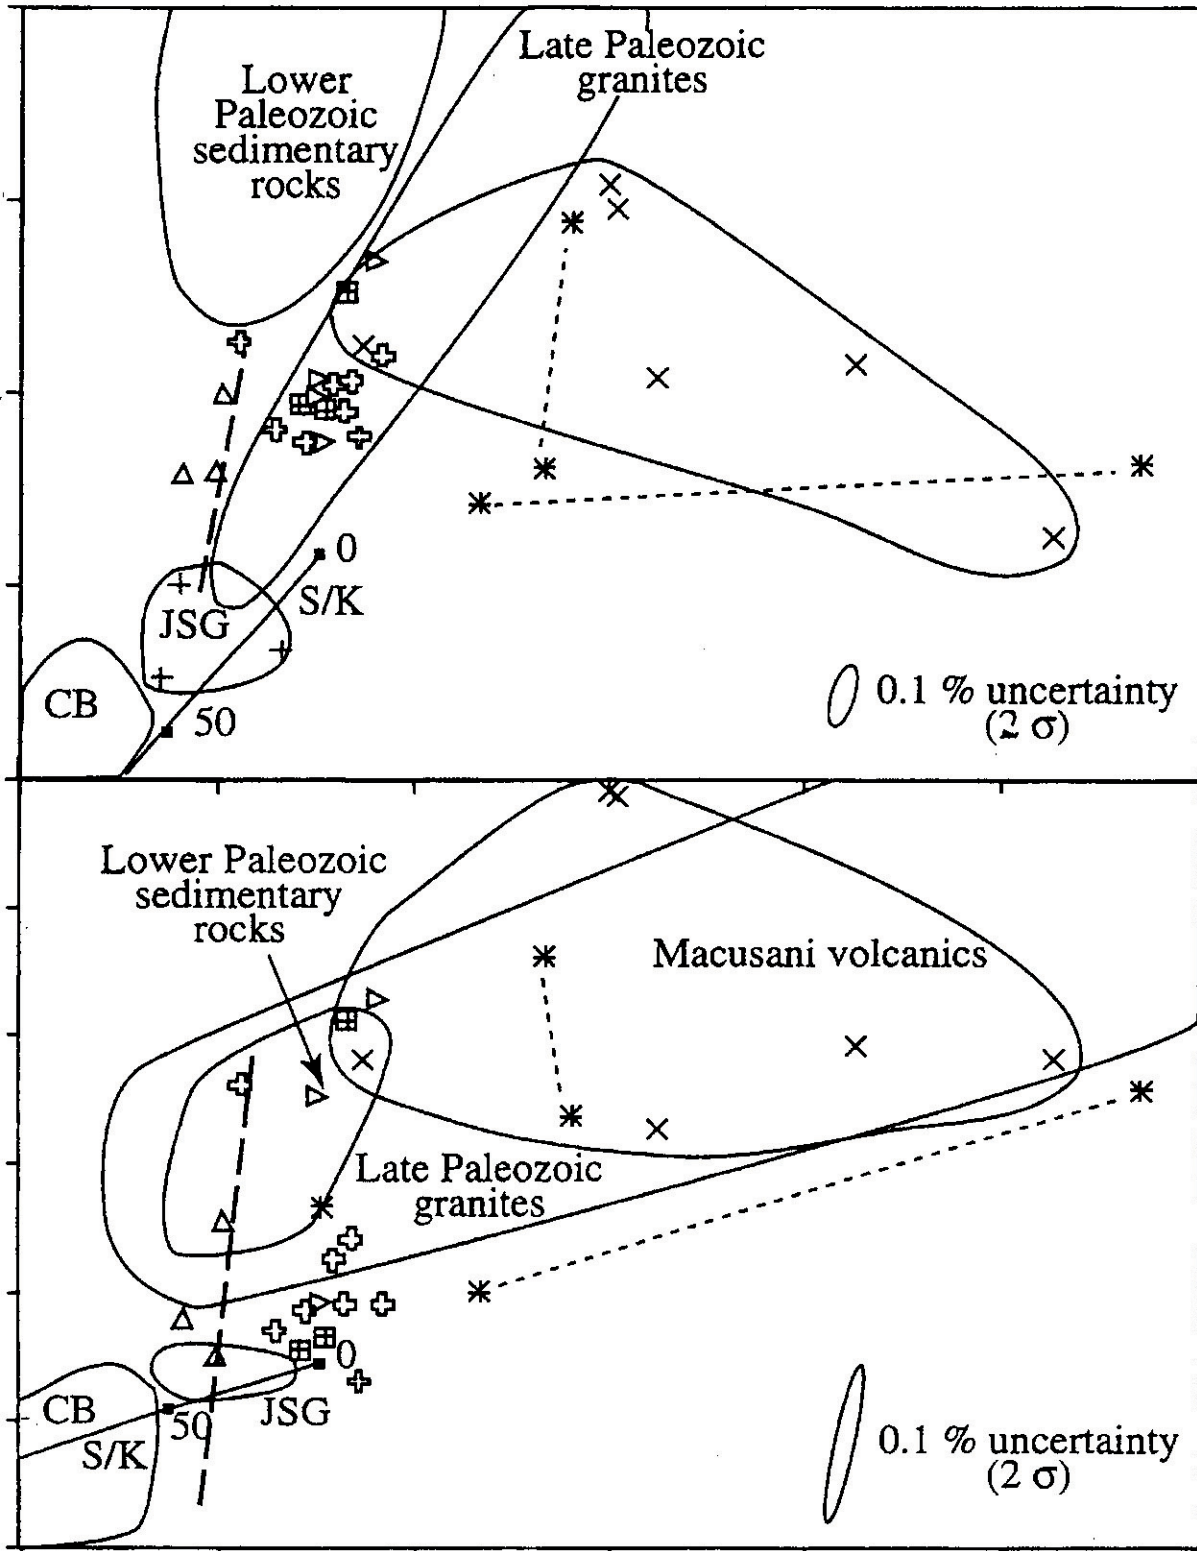 Late Paleozoic
granites
Lower
Paleozoic
sedimentary
rocks
0
S/K
JSG
CB
50
0.1 % uncertainty
(2 σ)
Lower Paleozoic
sedimentary
rocks
Macusani volcanics
Late Paleozoic
granites
0
CB
50
JSG
S/K
0.1 % uncertainty
(2 σ)